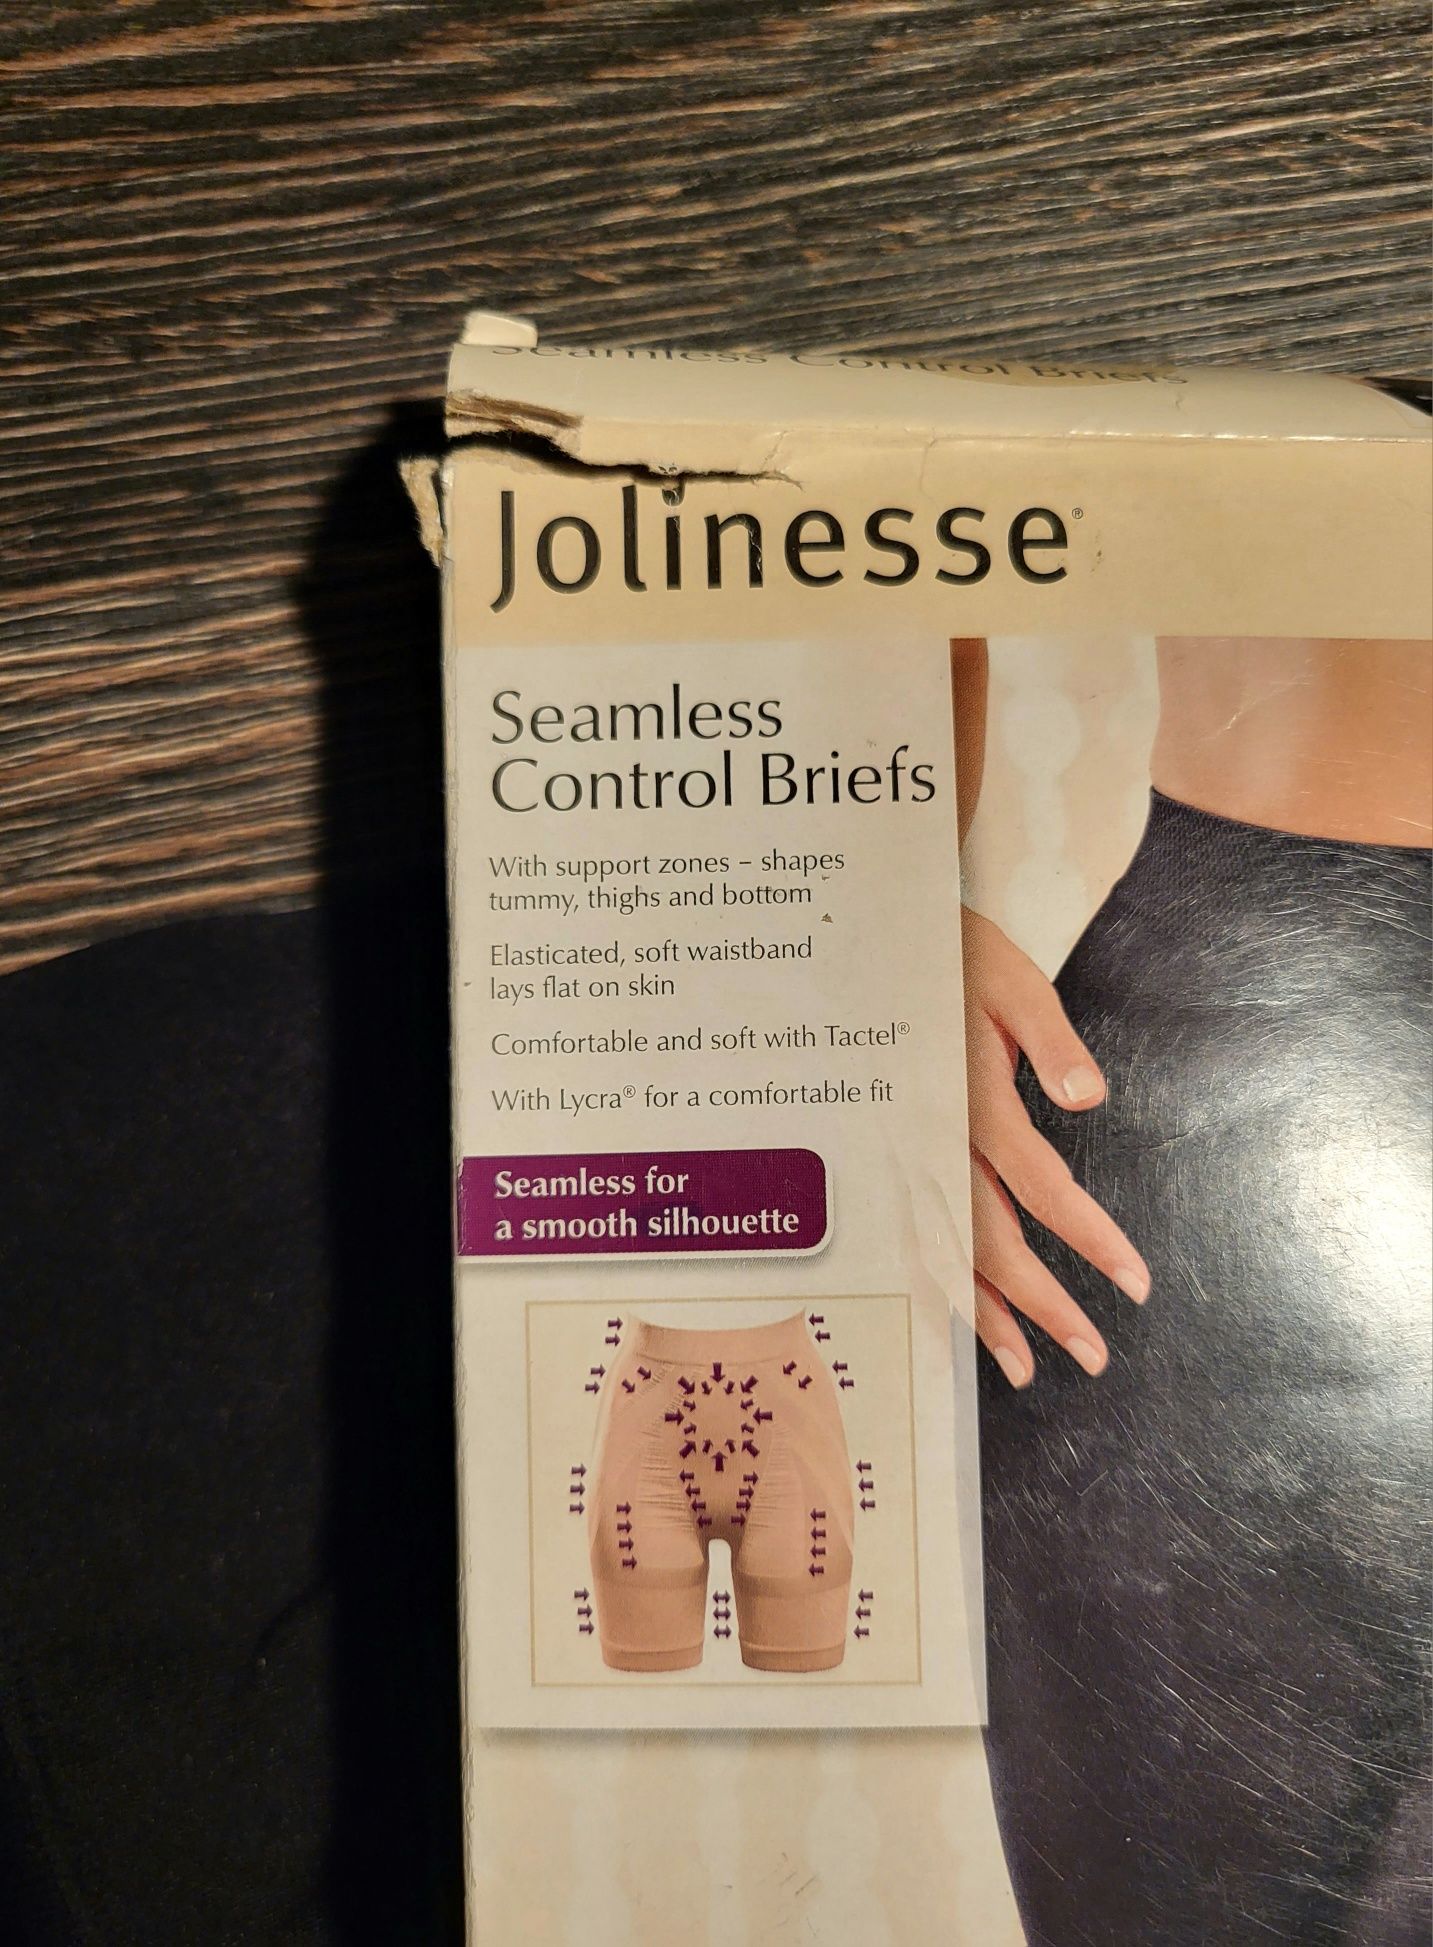 Seamless Control Briefs
Jolinesse®
Seamless
Control Briefs
With support zones – shapes
tummy, thighs and bottom
Elasticated, soft waistband
lays flat on skin
Comfortable and soft with Tactel®
With Lycra® for a comfortable fit
Seamless for
a smooth silhouette